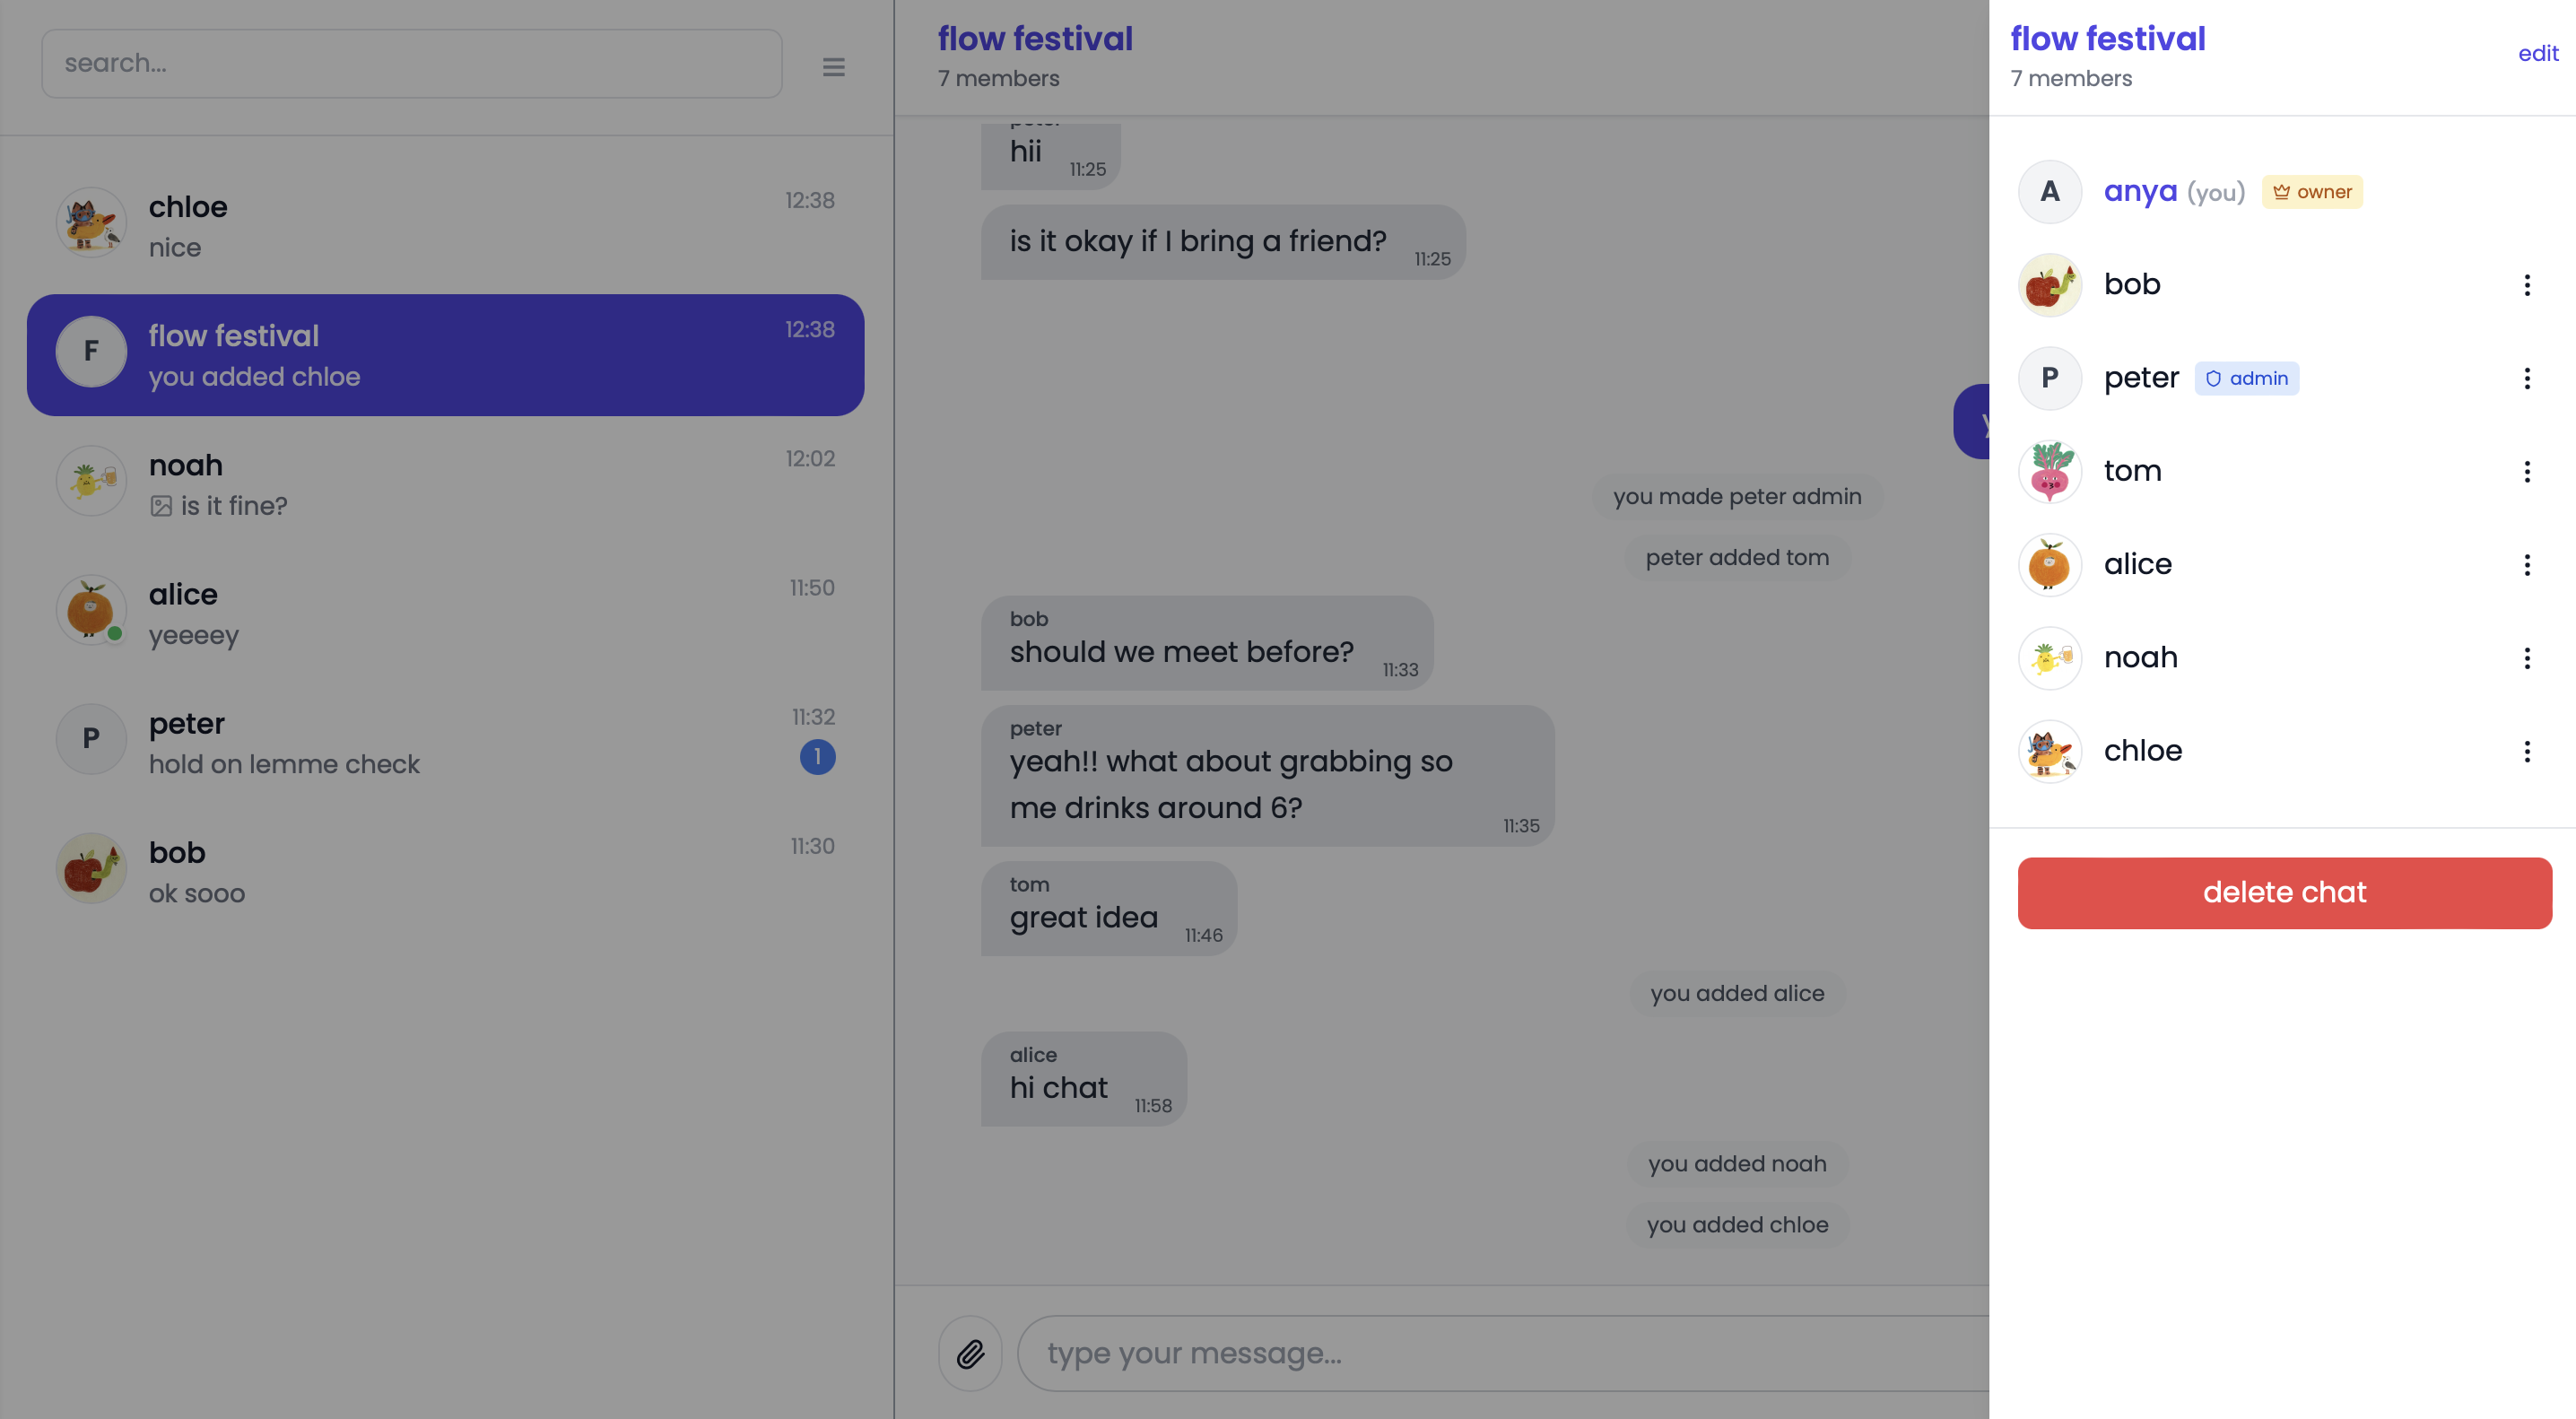 search...
chloe
12:38
nice
F
flow festival
12:38
you added chloe
noah
12:02
is it fine?
alice
11:50
yeeeey
P
peter
11:32
hold on lemme check
1
bob
11:30
ok sooo
flow festival
7 members
peter
hii
11:25
is it okay if I bring a friend?
11:25
y
you made peter admin
peter added tom
bob
should we meet before?
11:33
peter
yeah!! what about grabbing so
me drinks around 6?
11:35
tom
great idea
11:46
you added alice
alice
hi chat
11:58
you added noah
you added chloe
type your message...
flow festival
7 members
edit
A
anya (you)
owner
bob
P
peter
admin
tom
alice
noah
chloe
delete chat